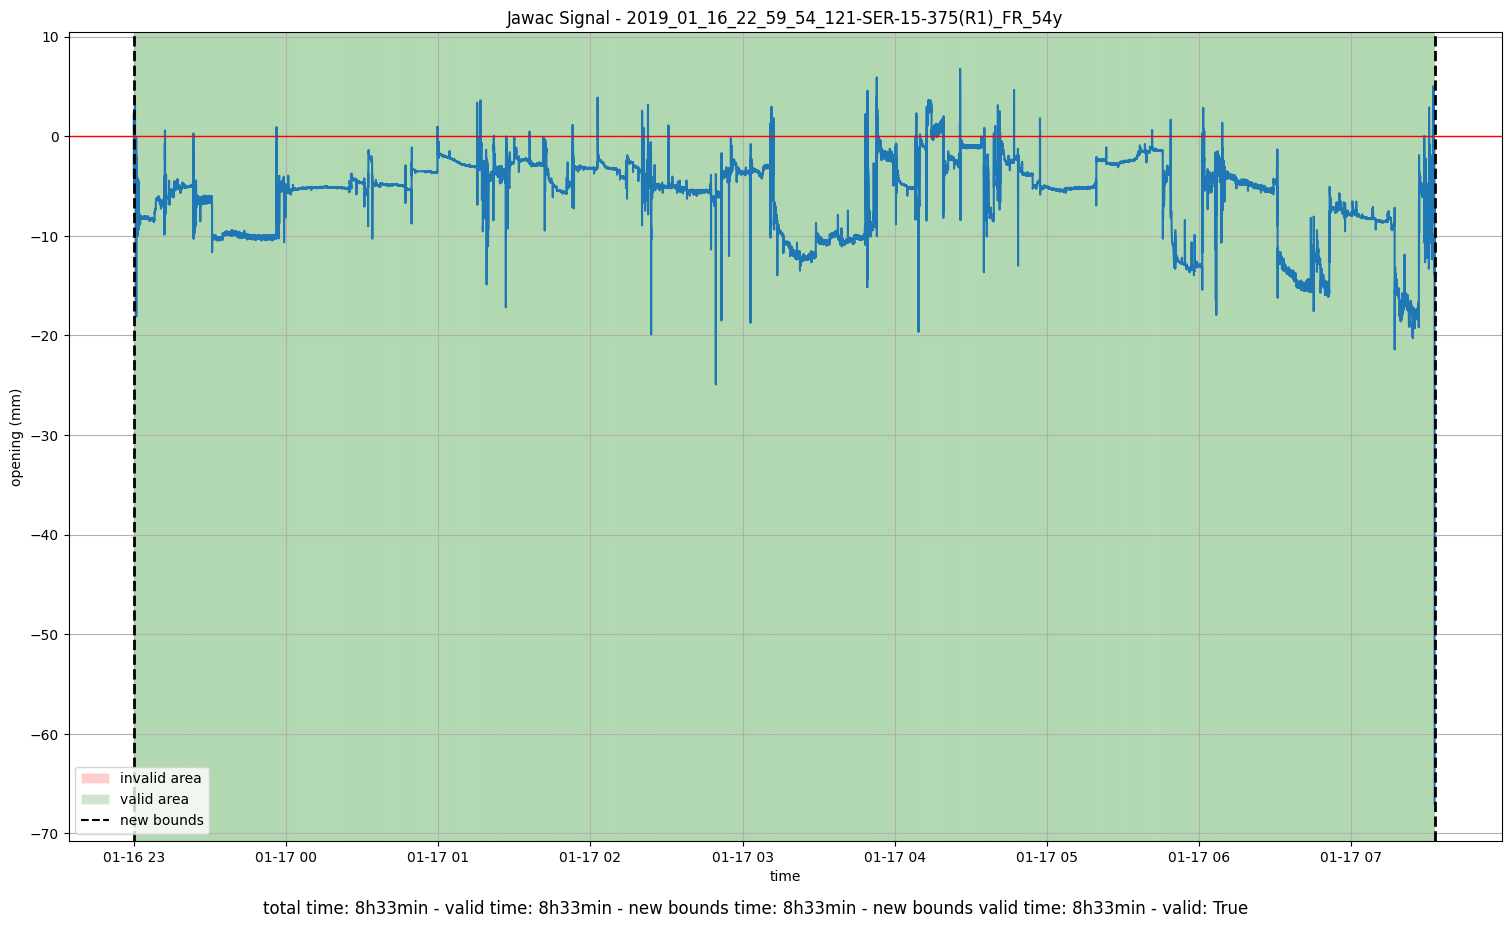 Jawac Signal - 2019_01_16_22_59_54_121-SER-15-375(R1)_FR_54y
10
0
−10
−20
−30
−40
−50
−60
−70
opening (mm)
invalid area
valid area
new bounds
01-16 23
01-17 00
01-17 01
01-17 02
01-17 03
01-17 04
01-17 05
01-17 06
01-17 07
time
total time: 8h33min - valid time: 8h33min - new bounds time: 8h33min - new bounds valid time: 8h33min - valid: True